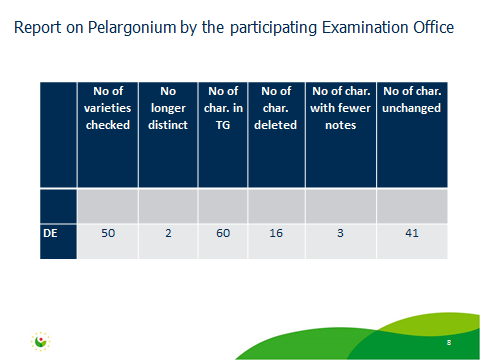 Report on Pelargonium by the participating Examination Office
No of varieties checked
No longer distinct
No of char. in TG
No of char. deleted
No of char. with fewer notes
No of char. unchanged
DE 50 2 60 16 3 41
8